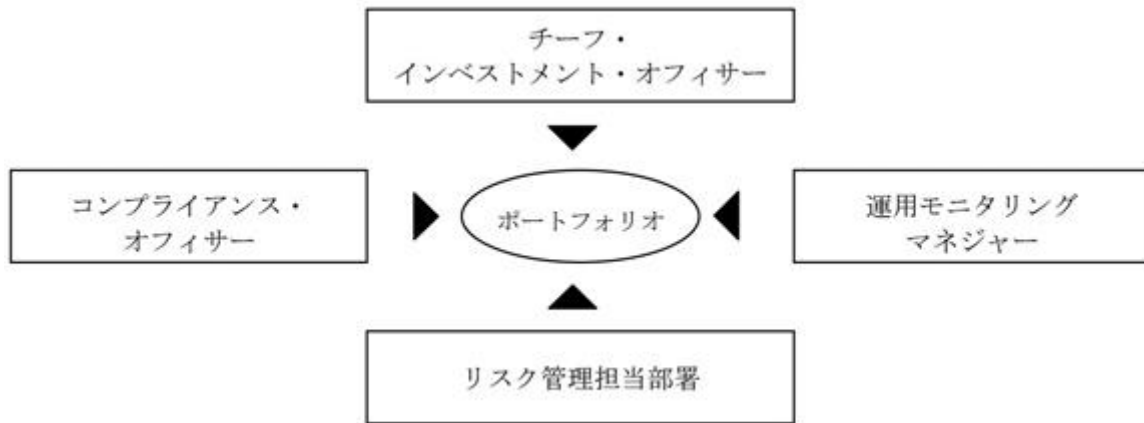 チーフ・
インベストメント・オフィサー
コンプライアンス・
オフィサー
ポートフォリオ
運用モニタリング
マネジャー
リスク管理担当部署